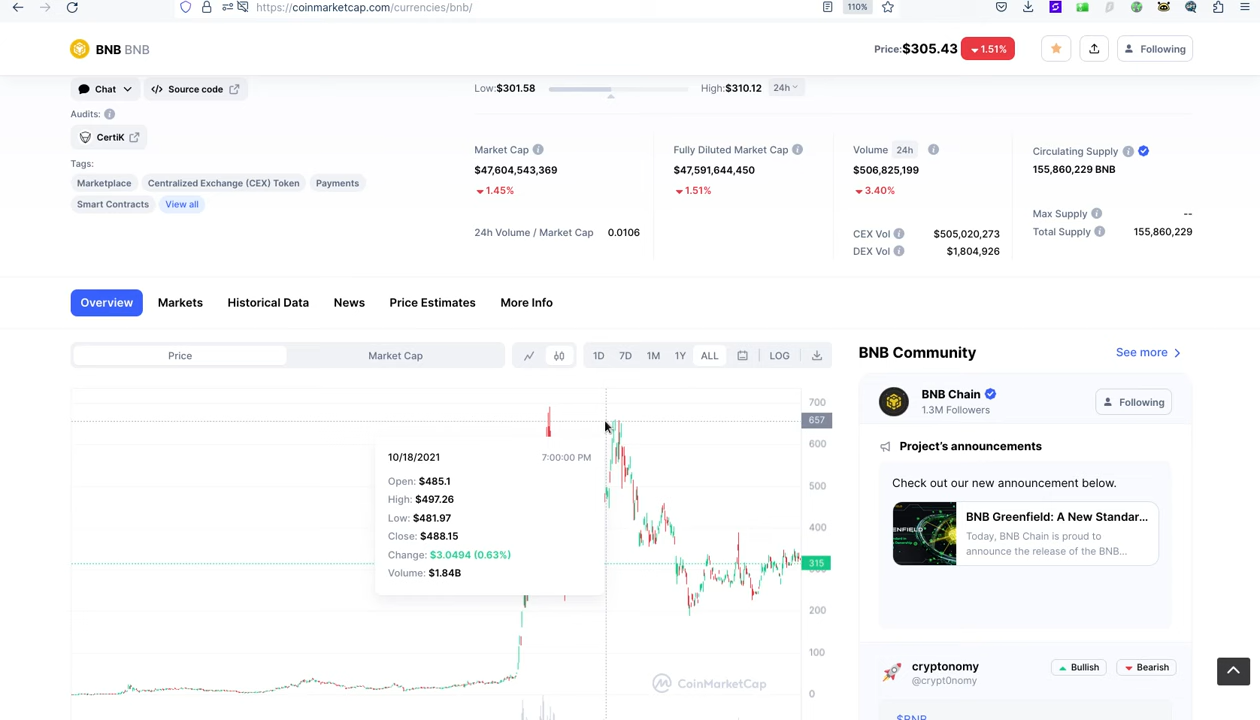 https://coinmarketcap.com/currencies/bnb/
110%
BNB BNB
Price:$305.43
1.51%
Following
Chat
Source code
Low:$301.58
High:$310.12
24h
Audits:
CertiK
Tags:
Marketplace
Centralized Exchange (CEX) Token
Payments
Smart Contracts
View all
Market Cap
$47,604,543,369
1.45%
24h Volume / Market Cap 0.0106
Fully Diluted Market Cap
$47,591,644,450
1.51%
Volume 24h
$506,825,199
3.40%
CEX Vol $505,020,273
DEX Vol $1,804,926
Circulating Supply
155,860,229 BNB
Max Supply --
Total Supply 155,860,229
Overview
Markets
Historical Data
News
Price Estimates
More Info
Price
Market Cap
1D
7D
1M
1Y
ALL
LOG
700
657
600
500
400
315
200
100
0
10/18/2021 7:00:00 PM
Open: $485.1
High: $497.26
Low: $481.97
Close: $488.15
Change: $3.0494 (0.63%)
Volume: $1.84B
CoinMarketCap
BNB Community
See more
BNB Chain
1.3M Followers
Following
Project's announcements
Check out our new announcement below.
BNB Greenfield: A New Standar...
Today, BNB Chain is proud to
announce the release of the BNB...
cryptonomy
@crypt0nomy
Bullish
Bearish